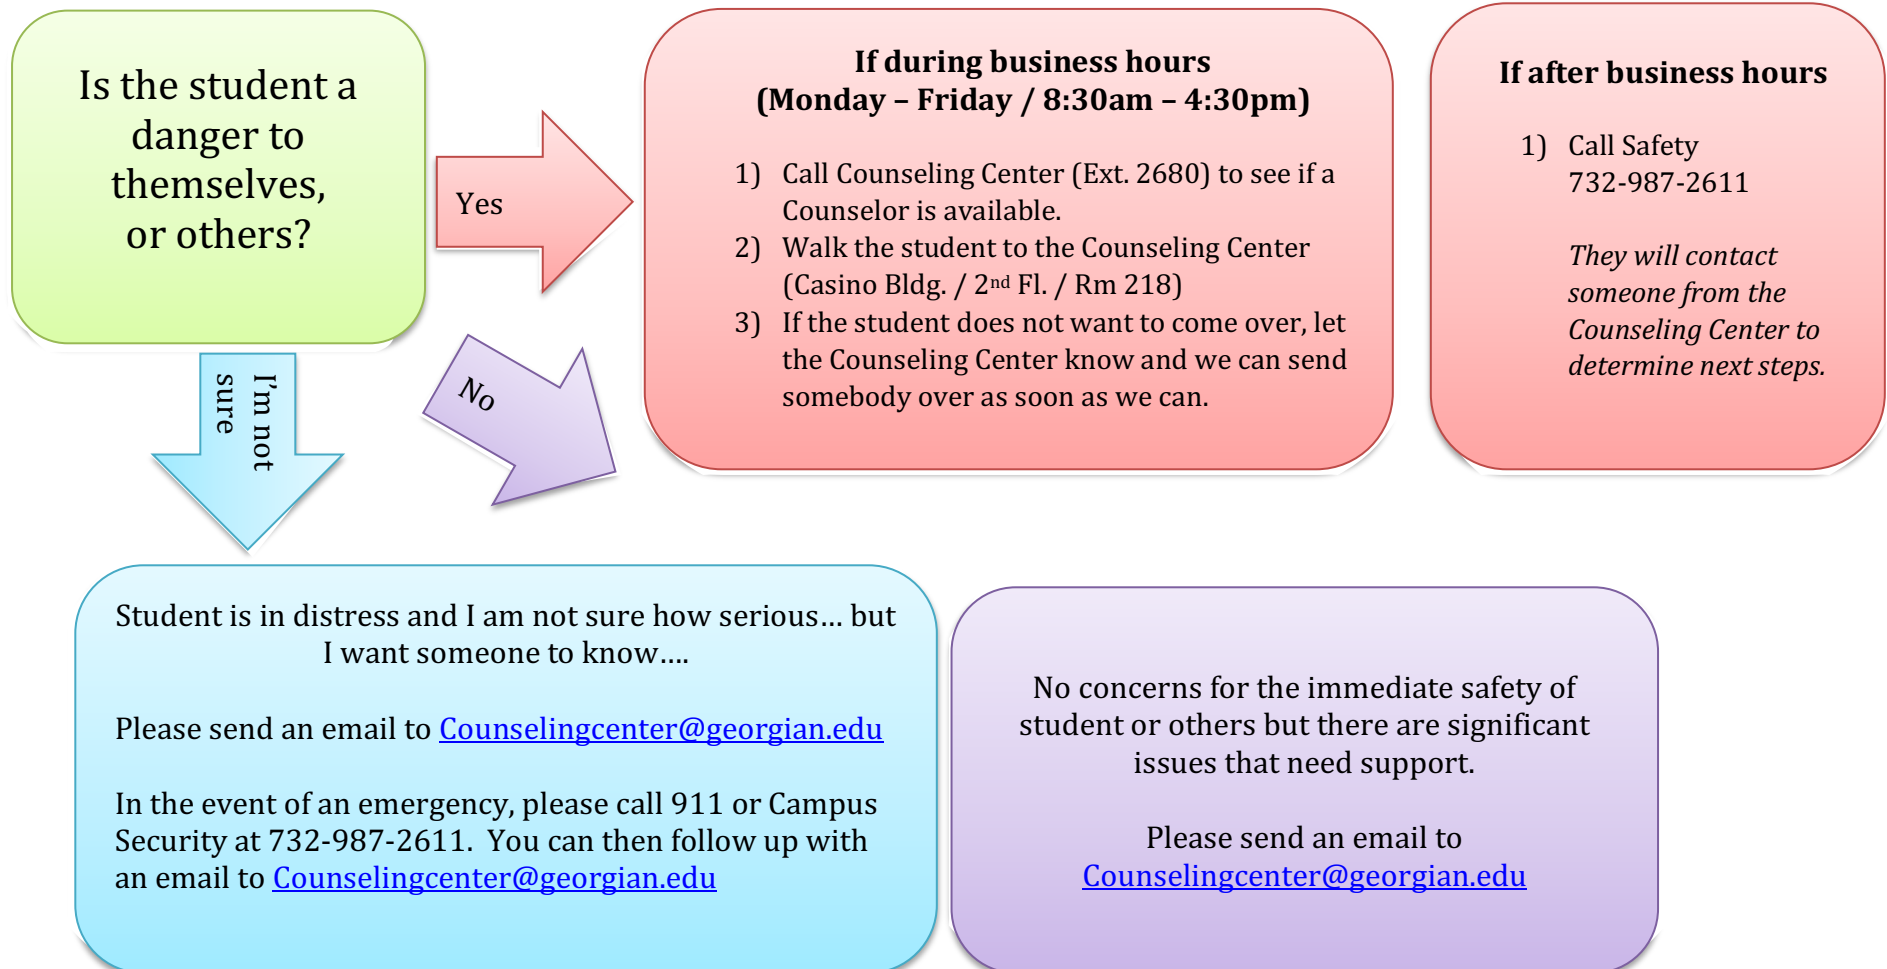 Is the student a
danger to
themselves,
or others?
Yes
If during business hours
(Monday – Friday / 8:30am – 4:30pm)
1) Call Counseling Center (Ext. 2680) to see if a
Counselor is available.
2) Walk the student to the Counseling Center
(Casino Bldg. / 2nd Fl. / Rm 218)
3) If the student does not want to come over, let
the Counseling Center know and we can send
somebody over as soon as we can.
If after business hours
1) Call Safety
732-987-2611
They will contact
someone from the
Counseling Center to
determine next steps.
I'm not
sure
No
Student is in distress and I am not sure how serious… but
I want someone to know….
Please send an email to Counselingcenter@georgian.edu
In the event of an emergency, please call 911 or Campus
Security at 732-987-2611.  You can then follow up with
an email to Counselingcenter@georgian.edu
No concerns for the immediate safety of
student or others but there are significant
issues that need support.
Please send an email to
Counselingcenter@georgian.edu